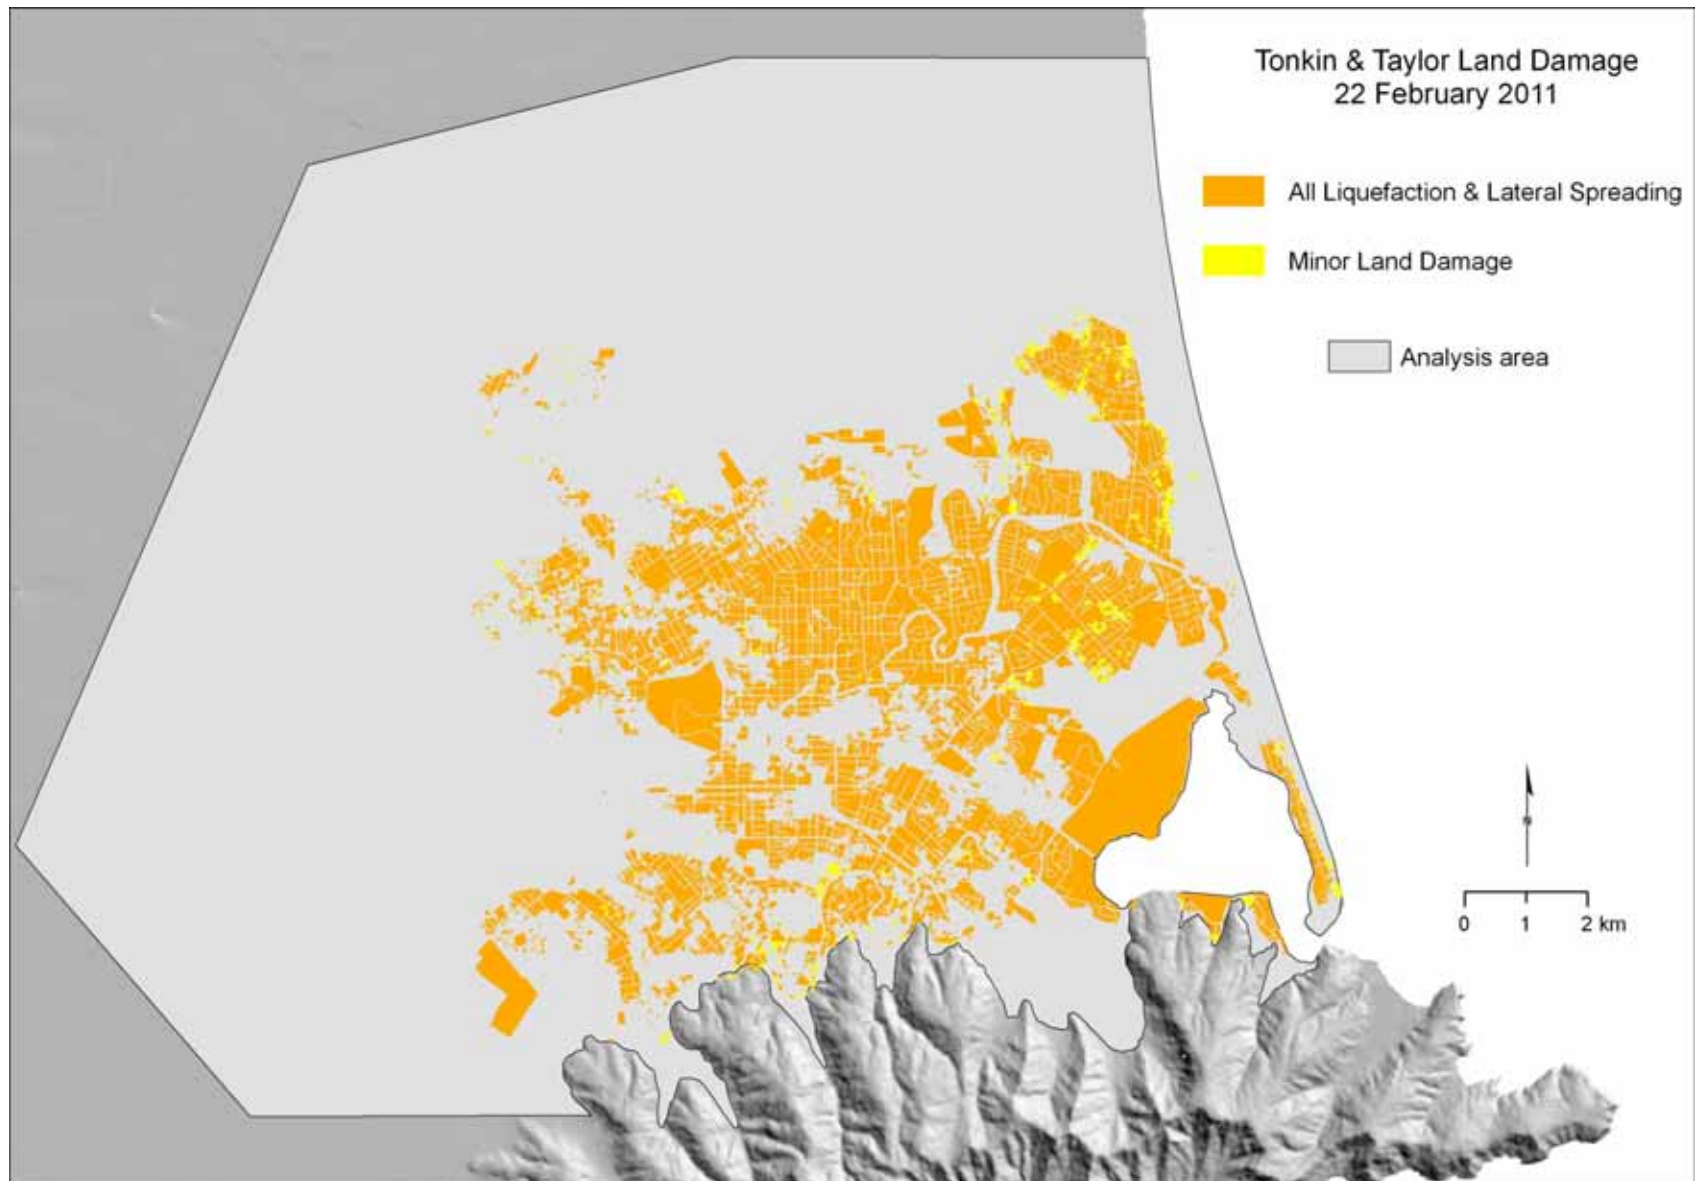 Tonkin & Taylor Land Damage
22 February 2011
All Liquefaction & Lateral Spreading
Minor Land Damage
Analysis area
N
0 1 2 km